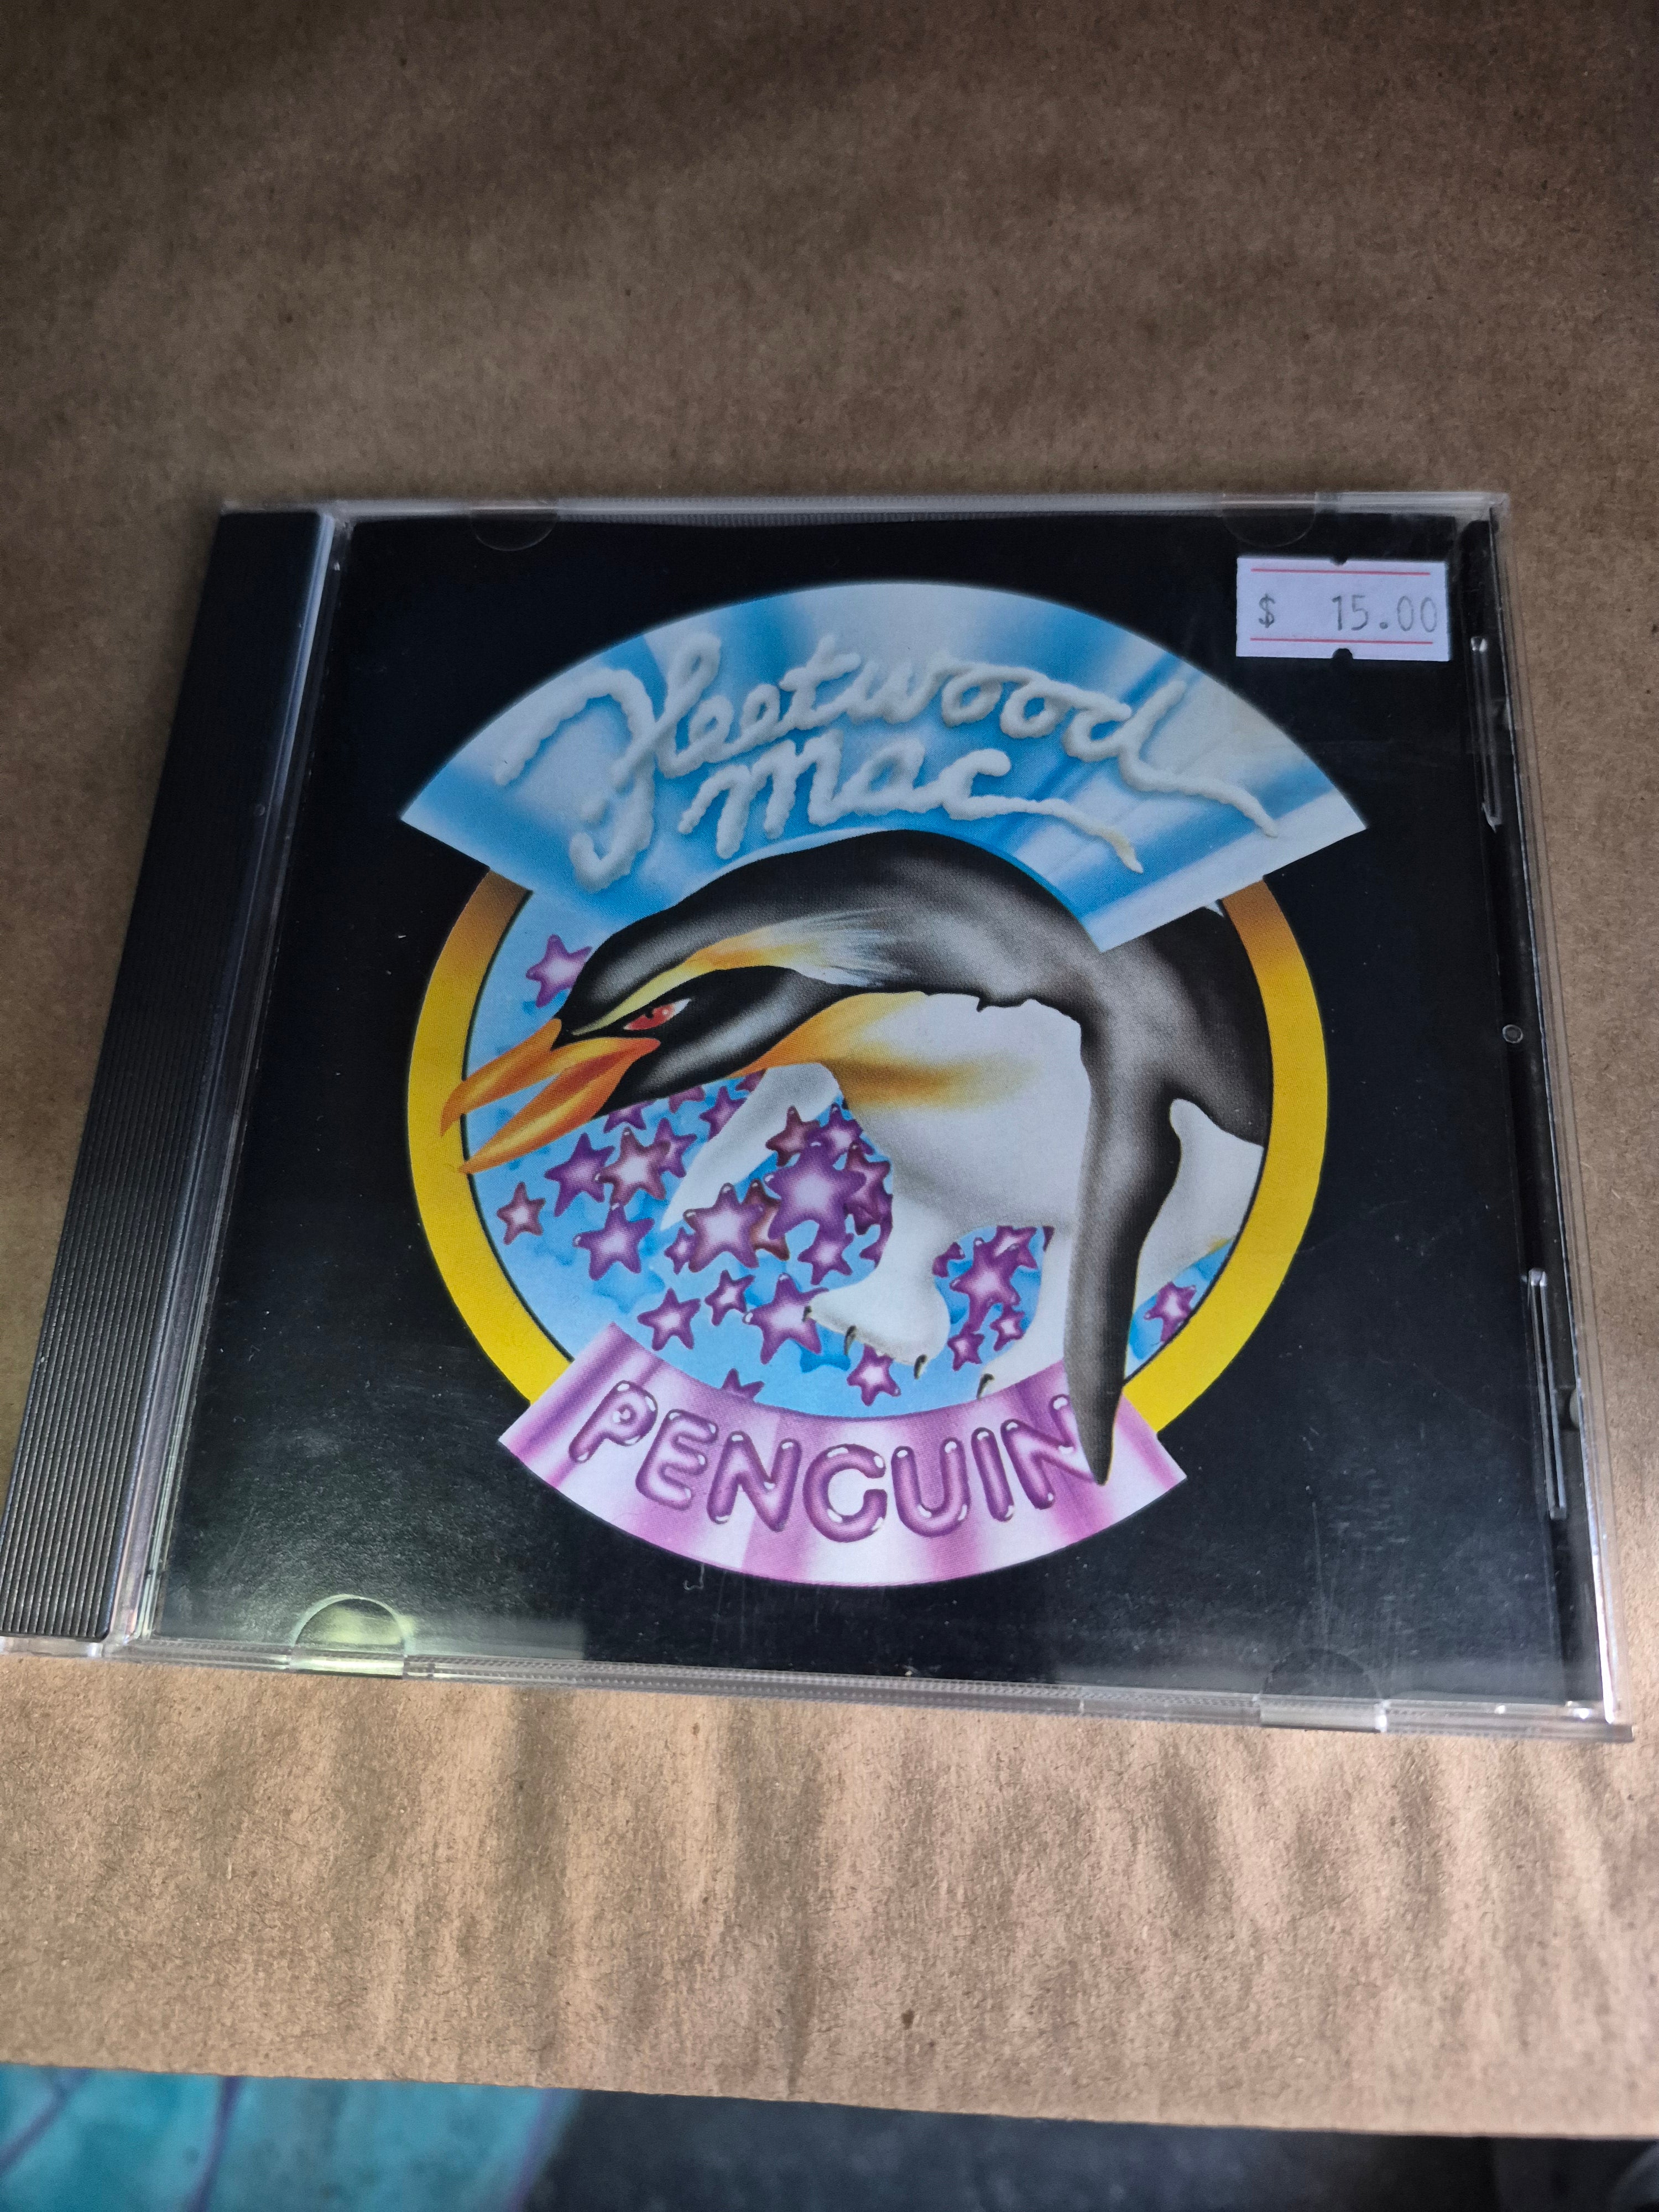 $ 15.00
Fleetwood
Mac
PENGUIN